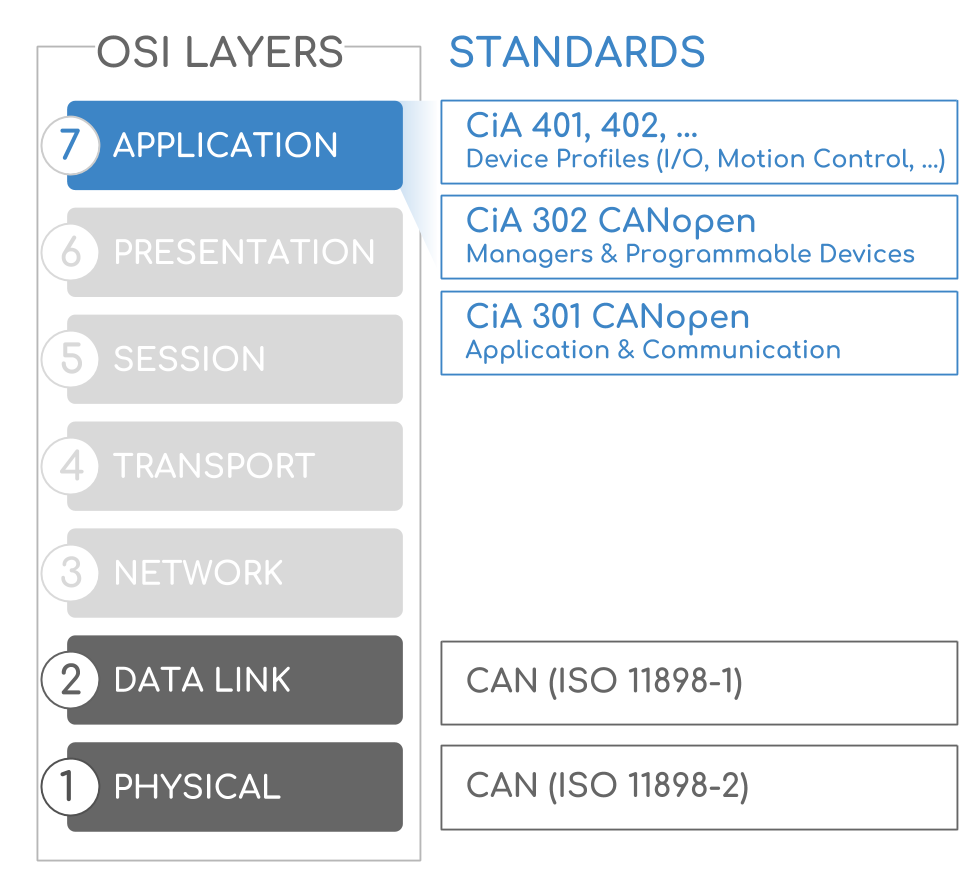 OSI LAYERS
STANDARDS
7 APPLICATION
CiA 401, 402, ...
Device Profiles (I/O, Motion Control, ...)
6 PRESENTATION
CiA 302 CANopen
Managers & Programmable Devices
5 SESSION
CiA 301 CANopen
Application & Communication
4 TRANSPORT
3 NETWORK
2 DATA LINK
CAN (ISO 11898-1)
1 PHYSICAL
CAN (ISO 11898-2)